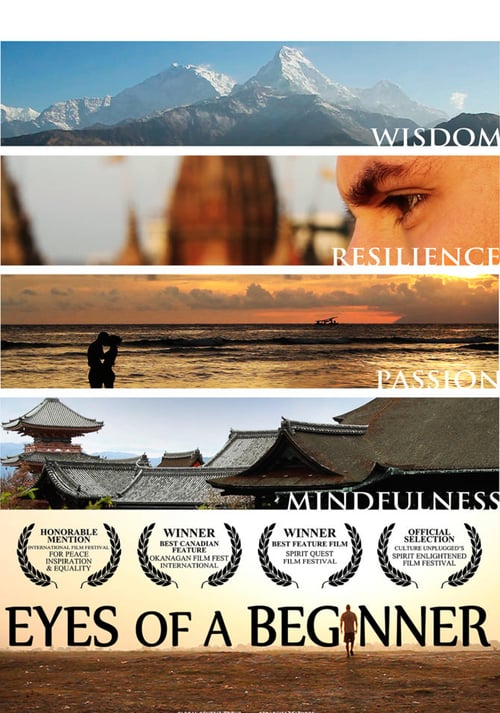 WISDOM
RESILIENCE
PASSION
MINDFULNESS
HONORABLE
MENTION
INTERNATIONAL FILM FESTIVAL
FOR PEACE
INSPIRATION
& EQUALITY
WINNER
BEST CANADIAN
FEATURE
OKANAGAN FILM FEST
INTERNATIONAL
WINNER
BEST FEATURE FILM
SPIRIT QUEST
FILM FESTIVAL
OFFICIAL
SELECTION
CULTURE UNPLUGGED'S
SPIRIT ENLIGHTENED
FILM FESTIVAL
EYES OF A BEGINNER